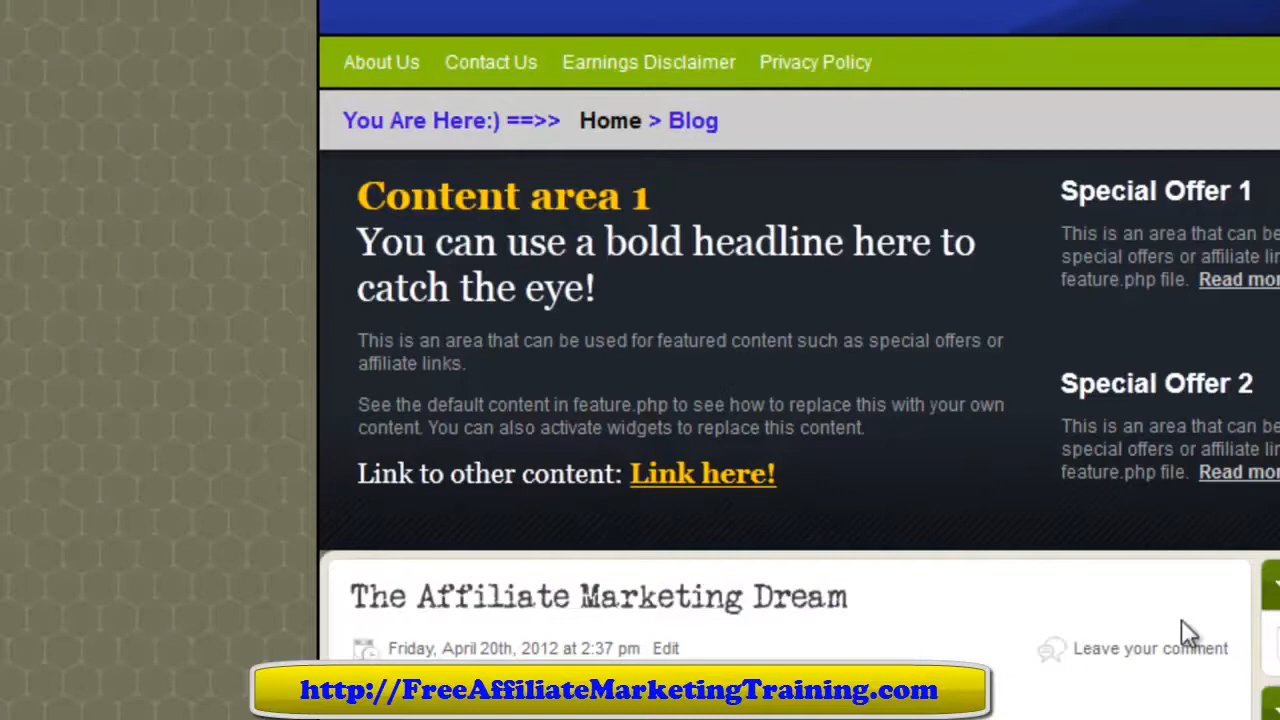 About Us Contact Us Earnings Disclaimer Privacy Policy
You Are Here:) ==>> Home > Blog
Content area 1
You can use a bold headline here to
catch the eye!
This is an area that can be used for featured content such as special offers or
affiliate links.
See the default content in feature.php to see how to replace this with your own
content. You can also activate widgets to replace this content.
Link to other content: Link here!
Special Offer 1
This is an area that can be
special offers or affiliate
feature.php file. Read
Special Offer 2
This is an area that can be
special offers or affiliate
feature.php file. Read
The Affiliate Marketing Dream
Friday, April 20th, 2012 at 2:37 pm Edit
Leave your comment
http://FreeAffiliateMarketingTraining.com